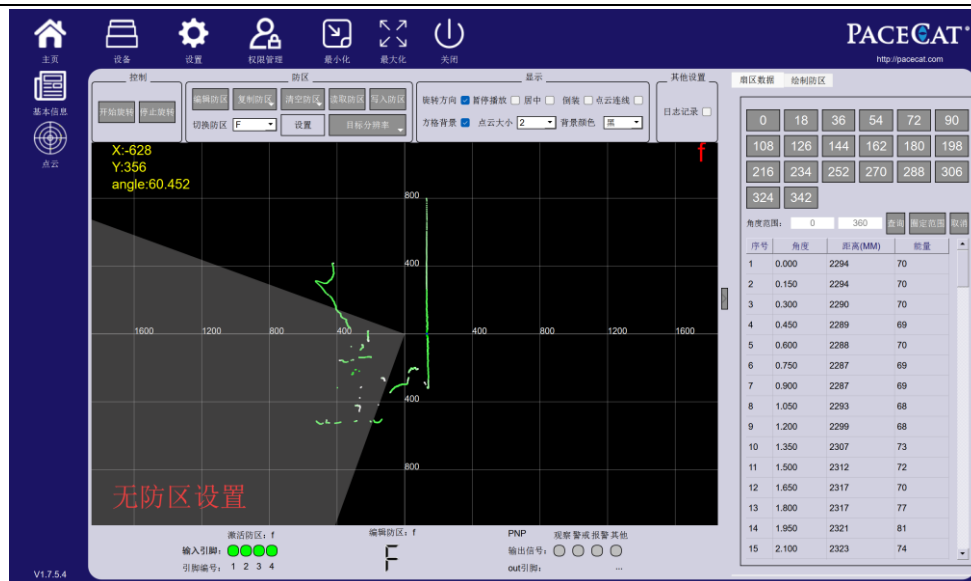 PACECAT
http://pacecat.com
主页 设备 设置 权限管理 最小化 最大化 关闭
基本信息
点云
控制 防区 显示 其他设置
开始旋转 停止旋转
编辑防区 复制防区 清空防区 读取防区 写入防区
切换防区 F 设置 目标分辨率
旋转方向 暂停播放 居中 倒装 点云连线
方格背景 点云大小 2 背景颜色 黑
日志记录
扇区数据 绘制防区
0 18 36 54 72 90
108 126 144 162 180 198
216 234 252 270 288 306
324 342
角度范围: 0 360 查询 圈定范围 取消
序号 角度 距离(MM) 能量
1 0.000 2294 70
2 0.150 2294 70
3 0.300 2290 70
4 0.450 2289 69
5 0.600 2288 70
6 0.750 2287 69
7 0.900 2287 69
8 1.050 2293 68
9 1.200 2299 68
10 1.350 2307 73
11 1.500 2312 72
12 1.650 2317 70
13 1.800 2317 77
14 1.950 2321 81
15 2.100 2323 74
X:-628
Y:356
angle:60.452
f
800
400
1600 1200 800 400 400 800 1200 1600
400
800
无防区设置
激活防区: f 编辑防区: f PNP 观察 警戒 报警 其他
输入引脚: F 输出信号:
引脚编号: 1 2 3 4 out引脚: ...
V1.7.5.4